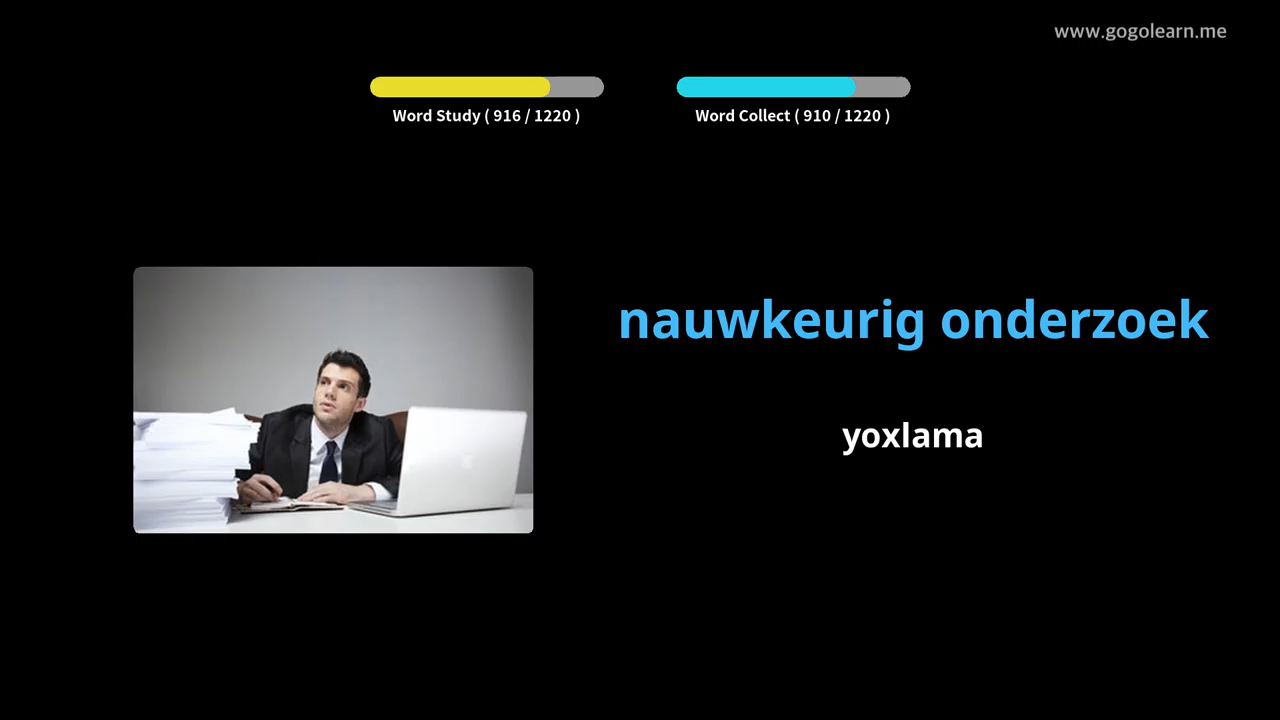 www.gogolearn.me
Word Study ( 916 / 1220 )
Word Collect ( 910 / 1220 )
nauwkeurig onderzoek
yoxlama